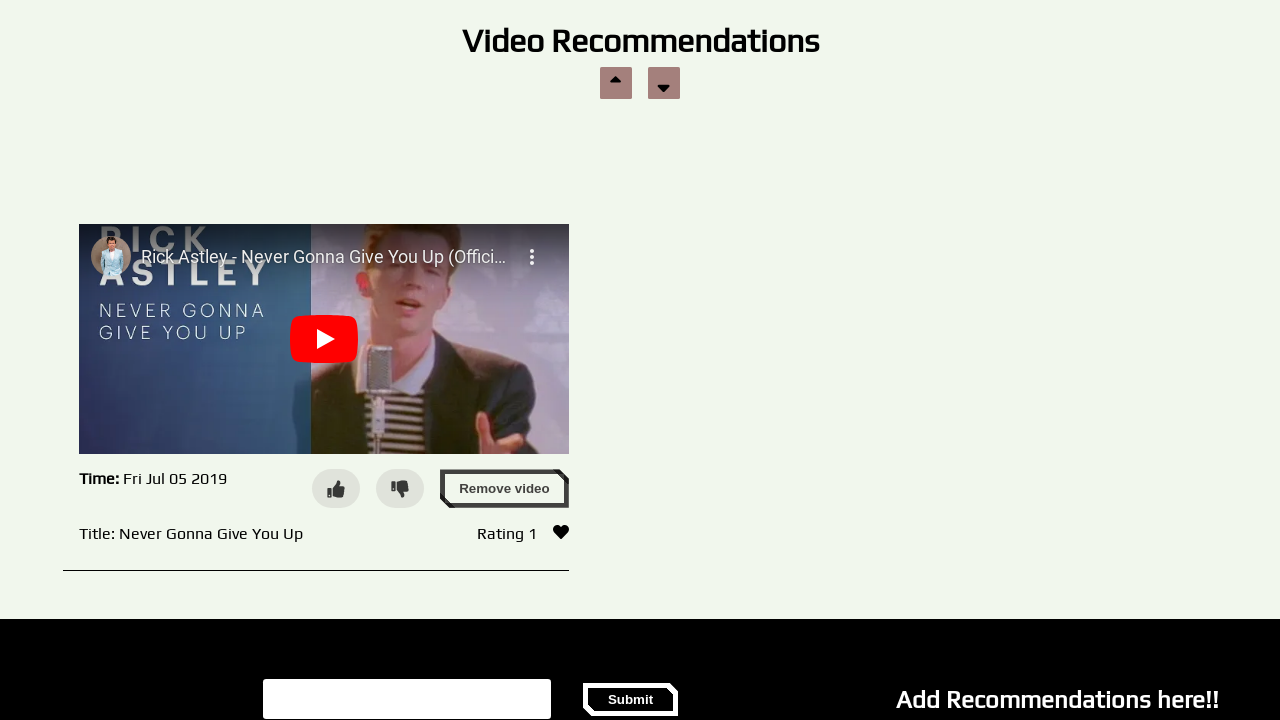 Video Recommendations
RICK
ASTLEY
Rick Astley - Never Gonna Give You Up (Offici...
NEVER GONNA
GIVE YOU UP
Time: Fri Jul 05 2019
Remove video
Title: Never Gonna Give You Up
Rating 1
Submit
Add Recommendations here!!